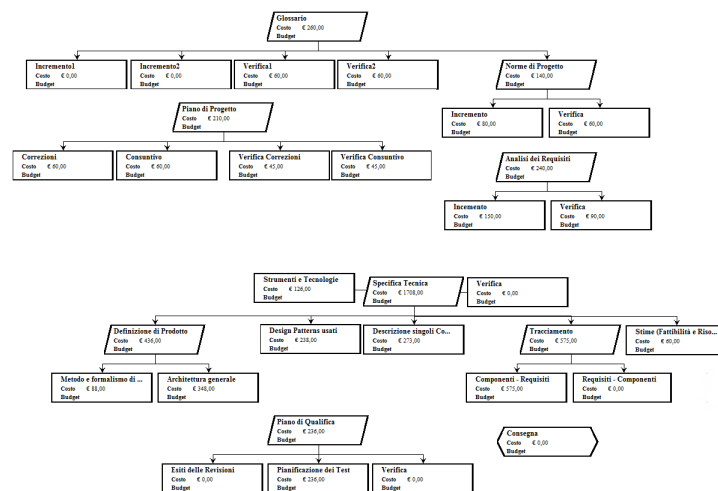 Glossario
Costo € 260,00
Budget
Incremento1
Costo € 0,00
Budget
Incremento2
Costo € 0,00
Budget
Verifica1
Costo € 60,00
Budget
Verifica2
Costo € 60,00
Budget
Norme di Progetto
Costo € 140,00
Budget
Piano di Progetto
Costo € 210,00
Budget
Incremento
Costo € 80,00
Budget
Verifica
Costo € 60,00
Budget
Correzioni
Costo € 60,00
Budget
Consuntivo
Costo € 60,00
Budget
Verifica Correzioni
Costo € 45,00
Budget
Verifica Consuntivo
Costo € 45,00
Budget
Analisi dei Requisiti
Costo € 240,00
Budget
Incremento
Costo € 150,00
Budget
Verifica
Costo € 90,00
Budget
Strumenti e Tecnologie
Costo € 126,00
Budget
Specifica Tecnica
Costo € 1708,00
Budget
Verifica
Costo € 0,00
Budget
Definizione di Prodotto
Costo € 436,00
Budget
Design Patterns usati
Costo € 238,00
Budget
Descrizione singoli Co...
Costo € 273,00
Budget
Tracciamento
Costo € 575,00
Budget
Stime (Fattibilità e Riso...
Costo € 60,00
Budget
Metodo e formalismo di ...
Costo € 88,00
Budget
Architettura generale
Costo € 348,00
Budget
Componenti - Requisiti
Costo € 575,00
Budget
Requisiti - Componenti
Costo € 0,00
Budget
Piano di Qualifica
Costo € 236,00
Budget
Consegna
Costo € 0,00
Budget
Esiti delle Revisioni
Costo € 0,00
Budget
Pianificazione dei Test
Costo € 236,00
Budget
Verifica
Costo € 0,00
Budget